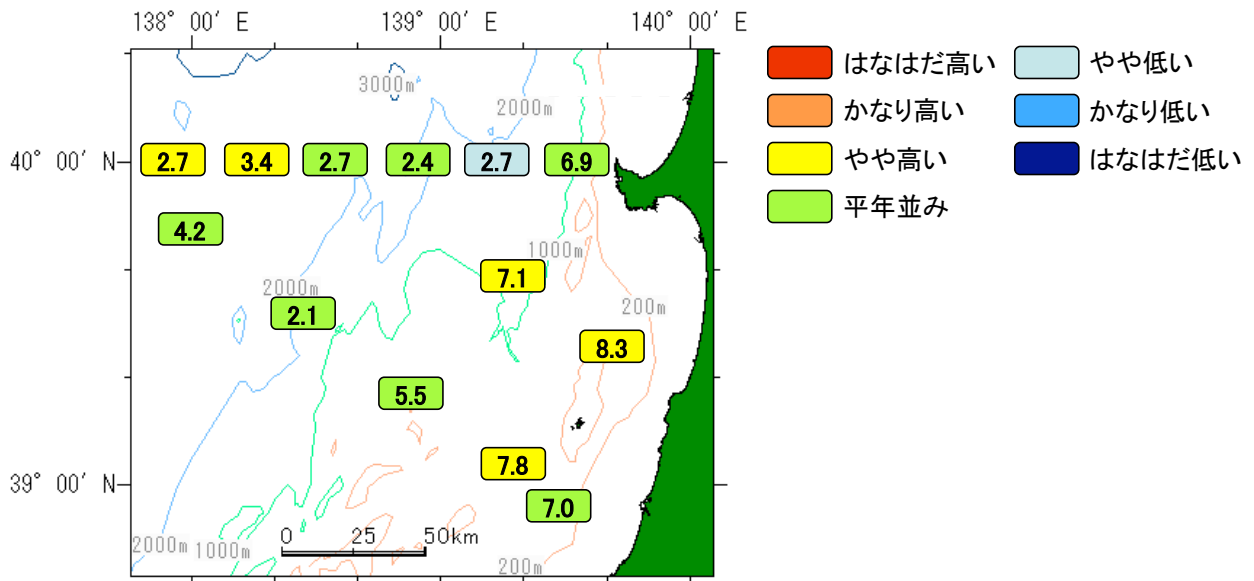 138° 00′ E
139° 00′ E
140° 00′ E
3000m
2000m
40° 00′ N
2.7
3.4
2.7
2.4
2.7
6.9
4.2
1000m
7.1
2000m
2.1
200m
8.3
5.5
7.8
39° 00′ N
7.0
0 25 50km
2000m
1000m
200m
はなはだ高い
かなり高い
やや高い
平年並み
やや低い
かなり低い
はなはだ低い